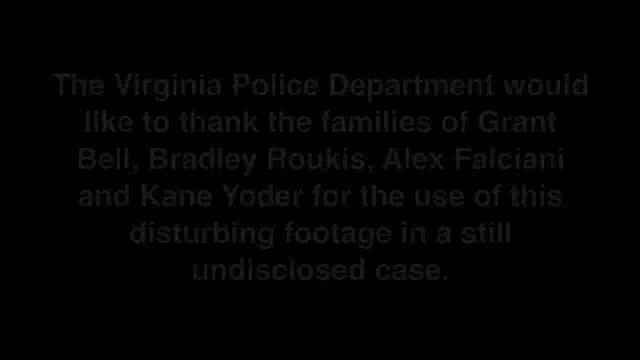 The Virginia Police Department would
like to thank the families of Grant
Bell, Bradley Roukis, Alex Falciani
and Kane Yoder for the use of this
disturbing footage in a still
undisclosed case.